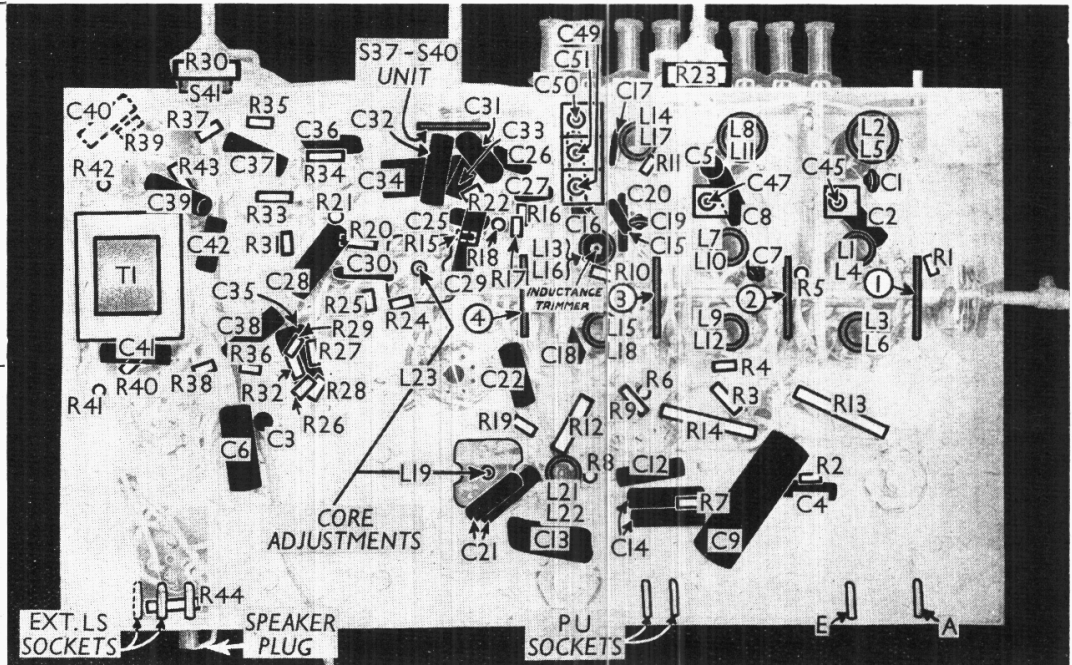 S37-S40
UNIT
C49
C51
C50
R30
S41
R23
C40
R39
R37
R35
C36
C32
C31
C33
C26
C17
L14
L17
R11
L8
L11
L2
L5
R42
R43
C37
R34
C34
R22
C27
C5
C47
C45
C1
C39
R33
R21
R20
C25
R15
R18
R16
R17
C16
C20
C19
C15
C8
C2
C42
R31
L13
L16
L7
L10
L1
L4
T1
C28
C30
C29
R10
C7
R5
R1
INDUCTANCE
TRIMMER
4
3
2
1
C35
R25
R24
C38
R29
R27
L15
L18
L9
L12
L3
L6
C41
R36
C18
R40
R38
R32
R28
L23
C22
R4
R41
R26
R6
R9
R3
R13
C6
C3
R19
R12
R14
L19
R8
C12
R2
L21
L22
R7
C4
CORE
ADJUSTMENTS
C21
C13
C14
C9
R44
EXT. LS
SOCKETS
SPEAKER
PLUG
PU
SOCKETS
E
A